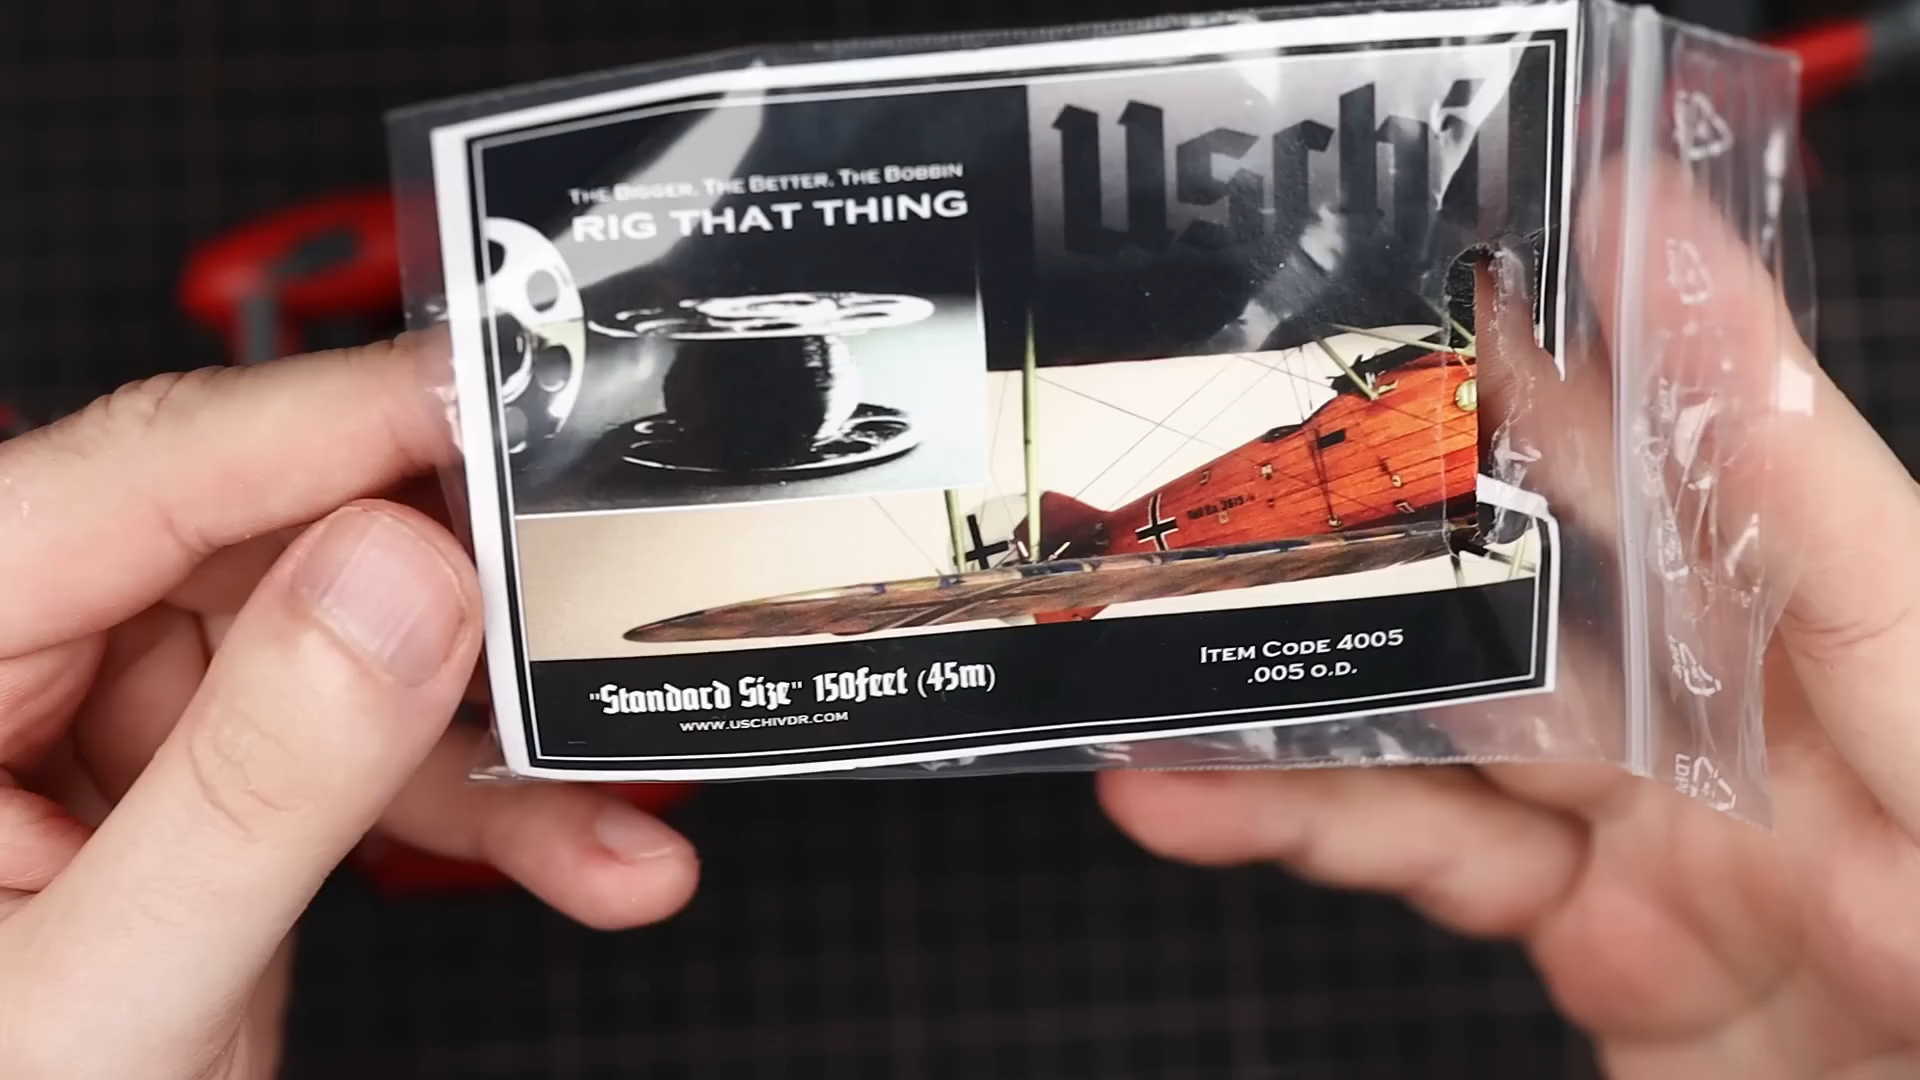 THE BIGGER. THE BETTER. THE BOBBIN
RIG THAT THING
Uschi
"Standard Size" 150feet (45m)
WWW.USCHIVDR.COM
ITEM CODE 4005
.005 O.D.